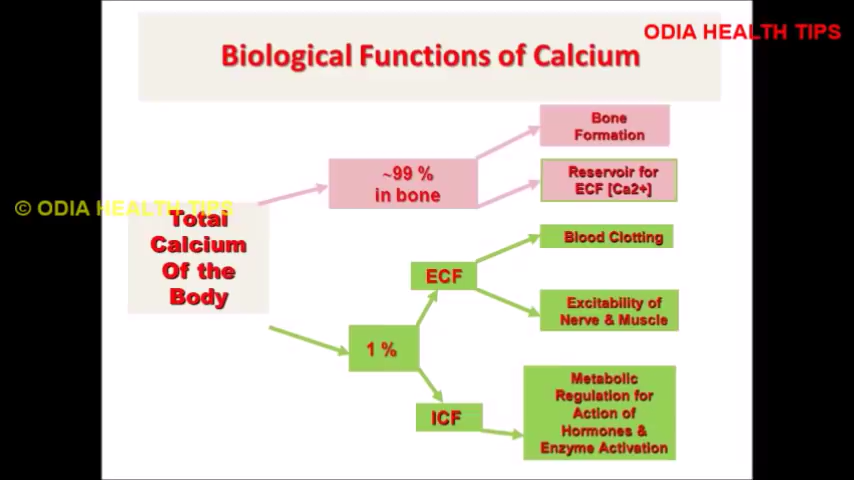 ODIA HEALTH TIPS
Biological Functions of Calcium
Bone
Formation
~99 %
in bone
Reservoir for
ECF [Ca2+]
© ODIA HEALTH TIPS
Total
Calcium
Of the
Body
Blood Clotting
ECF
Excitability of
Nerve & Muscle
1 %
ICF
Metabolic
Regulation for
Action of
Hormones &
Enzyme Activation